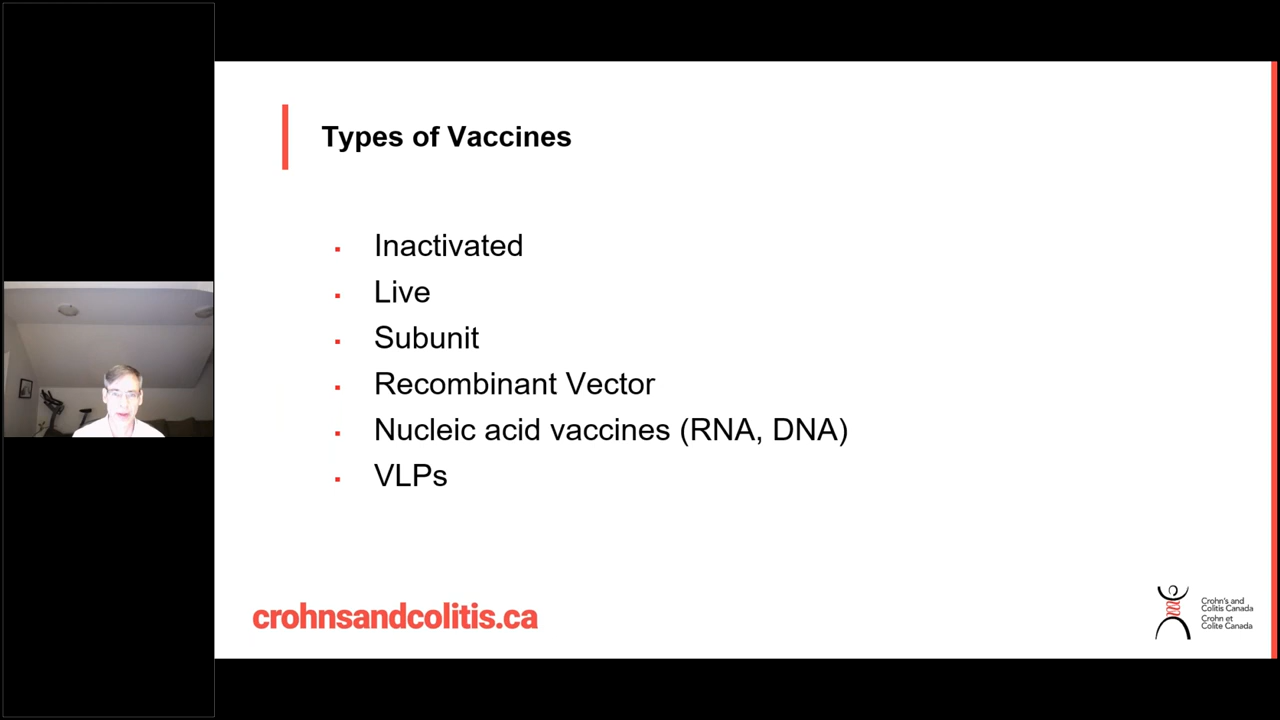 Types of Vaccines
Inactivated
Live
Subunit
Recombinant Vector
Nucleic acid vaccines (RNA, DNA)
VLPs
crohnsandcolitis.ca
Crohn's and
Colitis Canada
Crohn et
Colite Canada